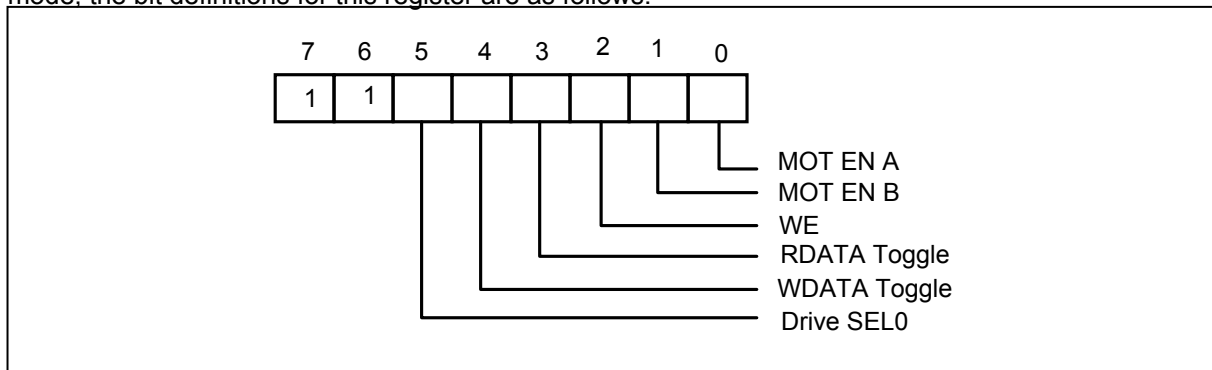 mode, the bit definitions for this register are as follows:
7 6 5 4 3 2 1 0
1 1
MOT EN A
MOT EN B
WE
RDATA Toggle
WDATA Toggle
Drive SEL0